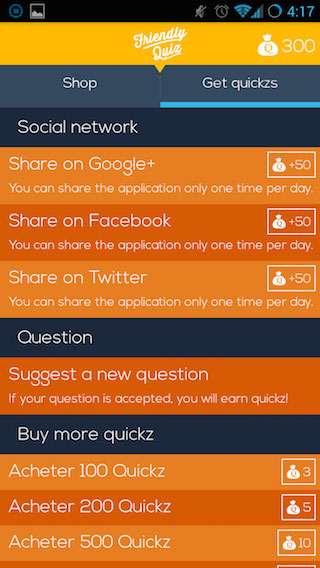 4:17
Friendly
Quiz
300
Shop
Get quickzs
Social network
Share on Google+
+50
You can share the application only one time per day.
Share on Facebook
+50
You can share the application only one time per day.
Share on Twitter
+50
You can share the application only one time per day.
Question
Suggest a new question
If your question is accepted, you will earn quickz!
Buy more quickz
Acheter 100 Quickz
3
Acheter 200 Quickz
5
Acheter 500 Quickz
10